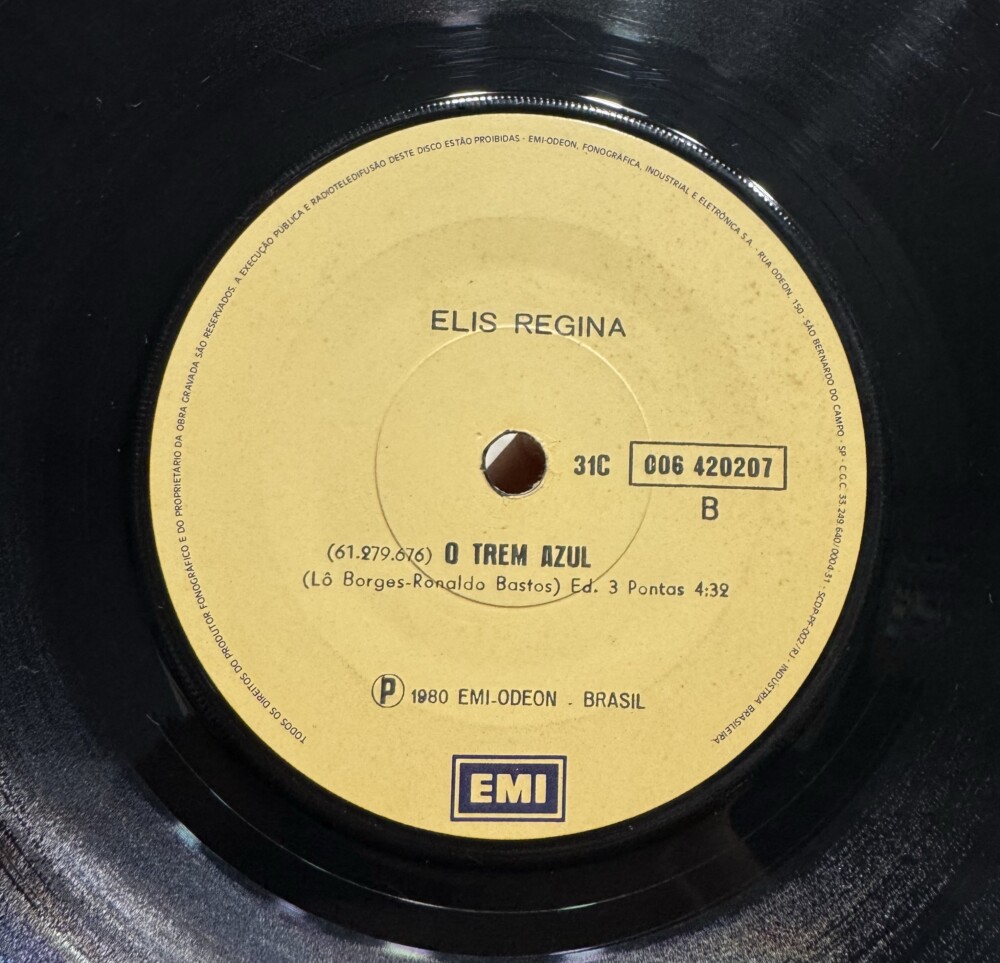 TODOS OS DIREITOS DO PRODUTOR FONOGRÁFICO E DO PROPRIETÁRIO DA OBRA GRAVADA SÃO RESERVADOS. A EXECUÇÃO PÚBLICA E RADIOTELEDIFUSÃO DESTE DISCO ESTÃO PROIBIDAS - EMI-ODEON, FONOGRÁFICA, INDUSTRIAL E ELETRÔNICA S.A. - RUA ODEON, 150 - SÃO BERNARDO DO CAMPO - SP - C.G.C. 33.249.640/0004-31 - SCDP-PF-002/RJ - INDÚSTRIA BRASILEIRA.
ELIS REGINA
31C 006 420207
B
(61.279.676) O TREM AZUL
(Lô Borges-Ronaldo Bastos) Ed. 3 Pontas 4:32
P 1980 EMI-ODEON - BRASIL
EMI